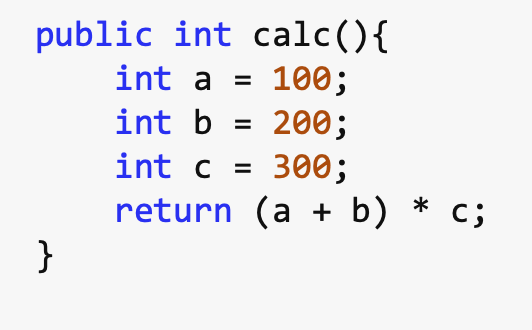 public int calc(){
    int a = 100;
    int b = 200;
    int c = 300;
    return (a + b) * c;
}